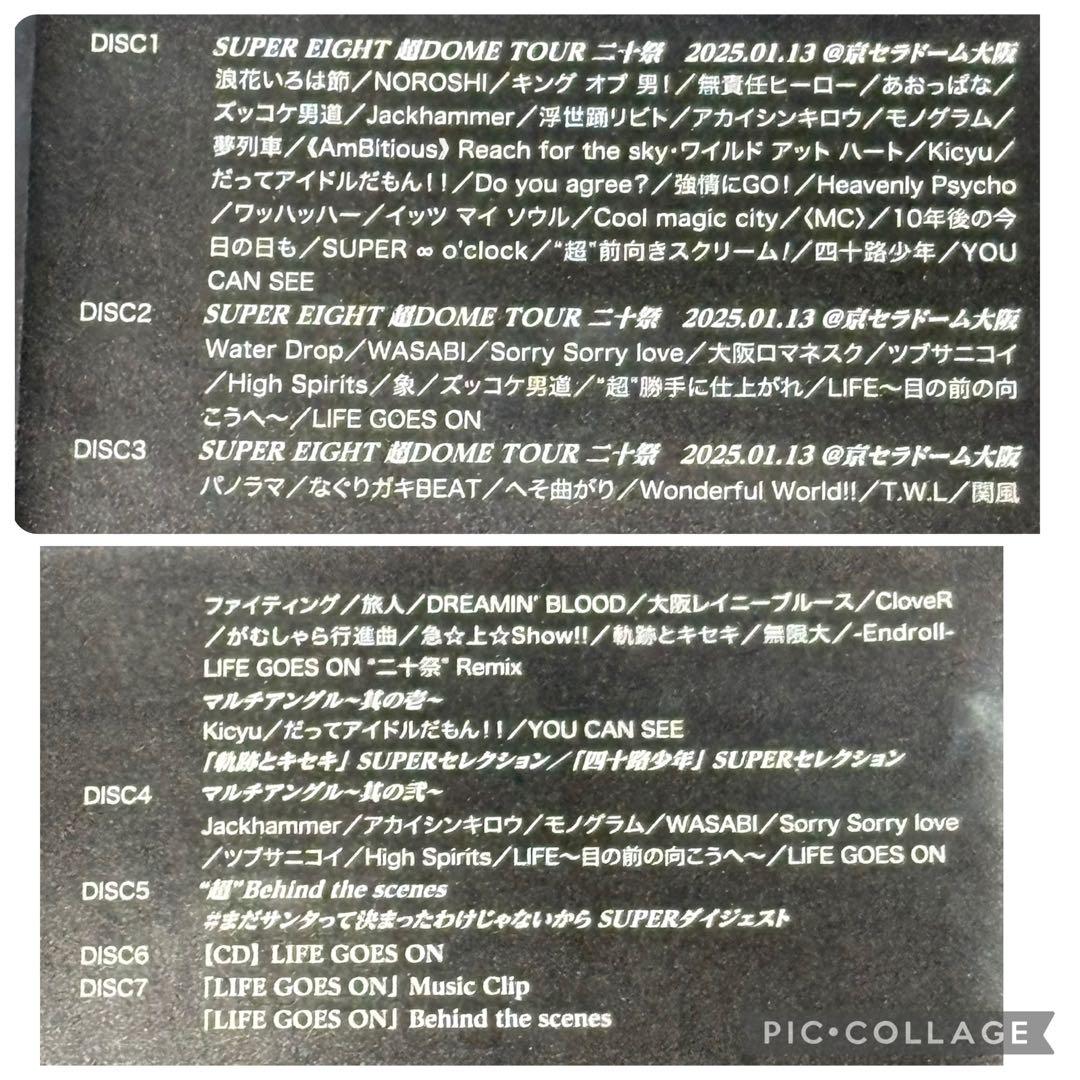 DISC1 SUPER EIGHT 超DOME TOUR 二十祭 2025.01.13 @京セラドーム大阪
浪花いろは節／NOROSHI／キング オブ 男！／無責任ヒーロー／あおっぱな／
ズッコケ男道／Jackhammer／浮世踊リビト／アカイシンキロウ／モノグラム／
夢列車／《AmBitious》Reach for the sky・ワイルド アット ハート／Kicyu／
だってアイドルだもん！！／Do you agree?／強情にGO！／Heavenly Psycho
／ワッハッハー／イッツ マイ ソウル／Cool magic city／〈MC〉／10年後の今
日の日も／SUPER ∞ o'clock／“超”前向きスクリーム！／四十路少年／YOU
CAN SEE
DISC2 SUPER EIGHT 超DOME TOUR 二十祭 2025.01.13 @京セラドーム大阪
Water Drop／WASABI／Sorry Sorry love／大阪ロマネスク／ツブサニコイ
／High Spirits／象／ズッコケ男道／“超”勝手に仕上がれ／LIFE～目の前の向
こうへ～／LIFE GOES ON
DISC3 SUPER EIGHT 超DOME TOUR 二十祭 2025.01.13 @京セラドーム大阪
パノラマ／なぐりガキBEAT／へそ曲がり／Wonderful World!!／T.W.L／関風
ファイティング／旅人／DREAMIN' BLOOD／大阪レイニーブルース／CloveR
／がむしゃら行進曲／急☆上☆Show!!／軌跡とキセキ／無限大／-Endroll-
LIFE GOES ON “二十祭” Remix
マルチアングル～其の壱～
Kicyu／だってアイドルだもん！！／YOU CAN SEE
「軌跡とキセキ」SUPERセレクション／「四十路少年」SUPERセレクション
DISC4 マルチアングル～其の弐～
Jackhammer／アカイシンキロウ／モノグラム／WASABI／Sorry Sorry love
／ツブサニコイ／High Spirits／LIFE～目の前の向こうへ～／LIFE GOES ON
DISC5 “超”Behind the scenes
#まだサンタって決まったわけじゃないから SUPERダイジェスト
DISC6 【CD】LIFE GOES ON
DISC7 「LIFE GOES ON」Music Clip
「LIFE GOES ON」Behind the scenes
PIC•COLLAGE